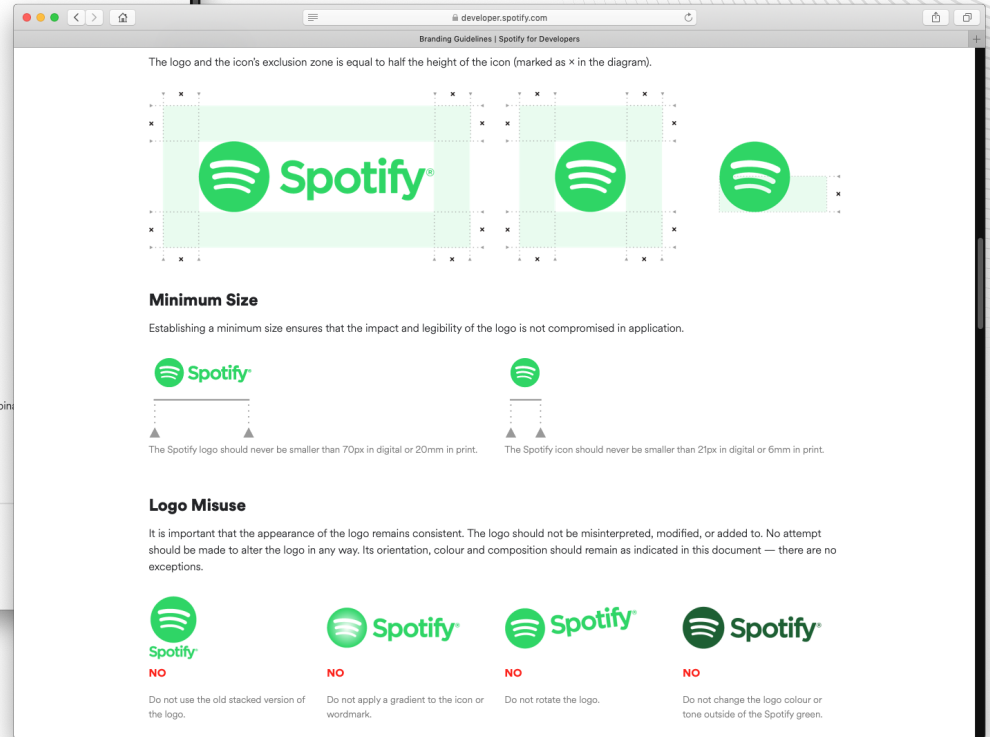 developer.spotify.com
Branding Guidelines | Spotify for Developers
The logo and the icon's exclusion zone is equal to half the height of the icon (marked as × in the diagram).
× × × ×
× × × ×
Spotify®
×
× × × ×
× × × ×
Minimum Size
Establishing a minimum size ensures that the impact and legibility of the logo is not compromised in application.
Spotify®
The Spotify logo should never be smaller than 70px in digital or 20mm in print.
The Spotify icon should never be smaller than 21px in digital or 6mm in print.
Logo Misuse
It is important that the appearance of the logo remains consistent. The logo should not be misinterpreted, modified, or added to. No attempt
should be made to alter the logo in any way. Its orientation, colour and composition should remain as indicated in this document — there are no
exceptions.
Spotify®
NO
Do not use the old stacked version of
the logo.
Spotify®
NO
Do not apply a gradient to the icon or
wordmark.
Spotify®
NO
Do not rotate the logo.
Spotify®
NO
Do not change the logo colour or
tone outside of the Spotify green.